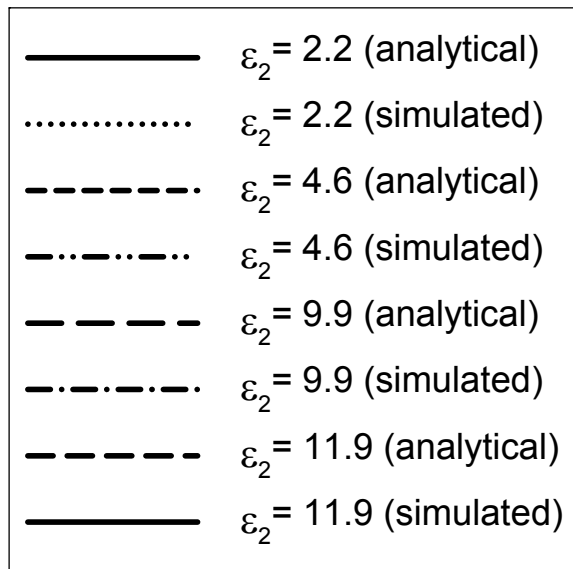 ε₂= 2.2 (analytical)
ε₂= 2.2 (simulated)
ε₂= 4.6 (analytical)
ε₂= 4.6 (simulated)
ε₂= 9.9 (analytical)
ε₂= 9.9 (simulated)
ε₂= 11.9 (analytical)
ε₂= 11.9 (simulated)